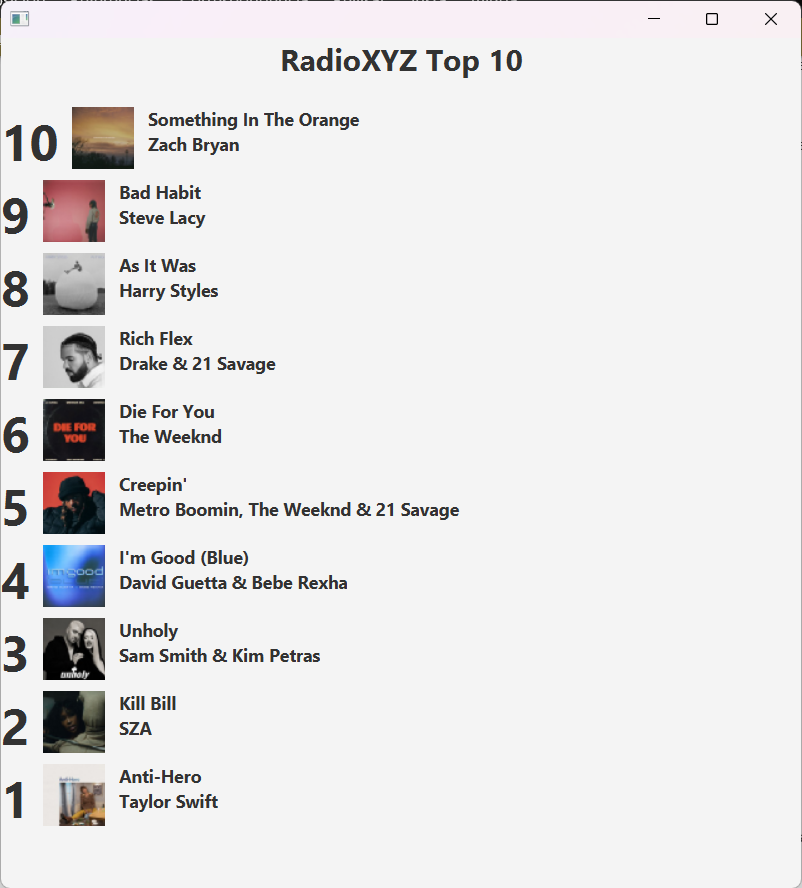 RadioXYZ Top 10
10
Something In The Orange
Zach Bryan
9
Bad Habit
Steve Lacy
8
As It Was
Harry Styles
7
Rich Flex
Drake & 21 Savage
6
DIE FOR
YOU
Die For You
The Weeknd
5
Creepin'
Metro Boomin, The Weeknd & 21 Savage
4
i'm good
I'm Good (Blue)
David Guetta & Bebe Rexha
3
unholy
Unholy
Sam Smith & Kim Petras
2
Kill Bill
SZA
1
Anti-Hero
Taylor Swift